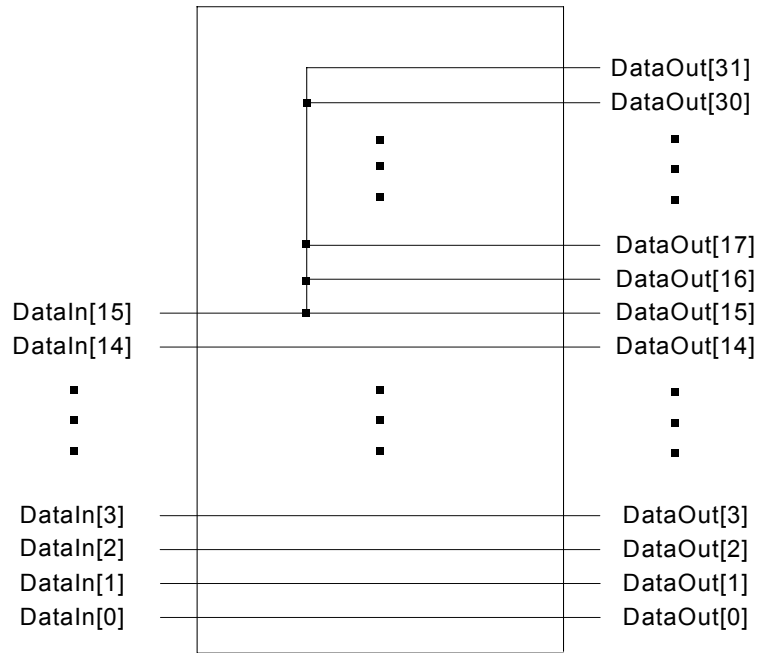 DataOut[31]
DataOut[30]
DataOut[17]
DataOut[16]
DataIn[15] DataOut[15]
DataIn[14] DataOut[14]
DataIn[3] DataOut[3]
DataIn[2] DataOut[2]
DataIn[1] DataOut[1]
DataIn[0] DataOut[0]